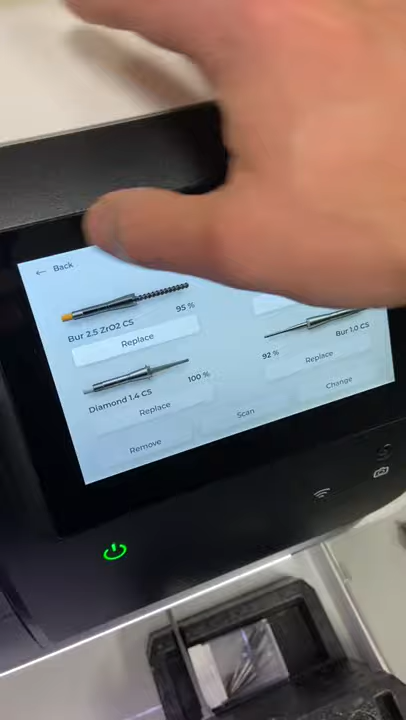 ← Back
95 %
Bur 2.5 ZrO2 CS
Replace
Bur 1.0 CS
92 %
Replace
100 %
Diamond 1.4 CS
Replace
Change
Scan
Remove